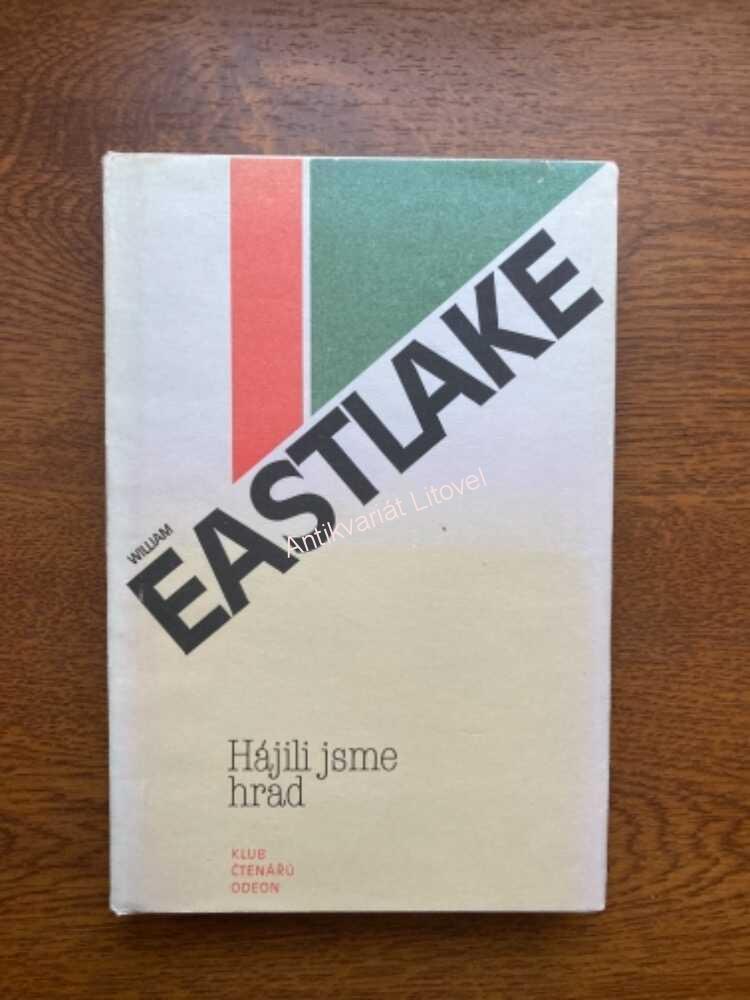 WILLIAM
EASTLAKE
Antikvariát Litovel
Hájili jsme
hrad
KLUB
ČTENÁŘŮ
ODEON